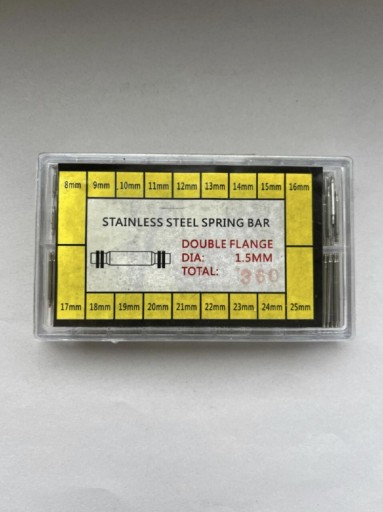 8mm 9mm 10mm 11mm 12mm 13mm 14mm 15mm 16mm
STAINLESS STEEL SPRING BAR
DOUBLE FLANGE
DIA: 1.5MM
TOTAL: 360
17mm 18mm 19mm 20mm 21mm 22mm 23mm 24mm 25mm